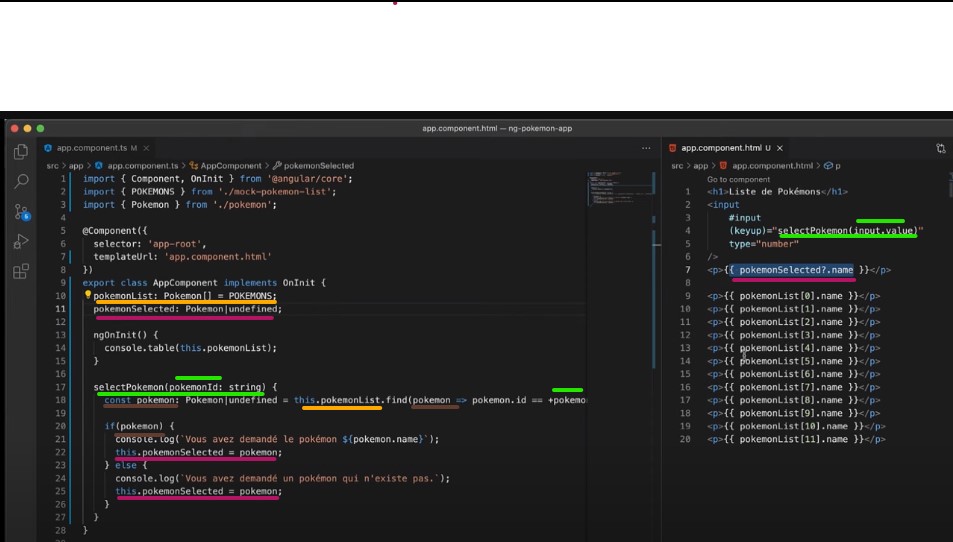 app.component.html — ng-pokemon-app
app.component.ts M
src > app > app.component.ts > AppComponent > pokemonSelected
1 import { Component, OnInit } from '@angular/core';
2 import { POKEMONS } from './mock-pokemon-list';
3 import { Pokemon } from './pokemon';
4
5 @Component({
6 selector: 'app-root',
7 templateUrl: 'app.component.html'
8 })
9 export class AppComponent implements OnInit {
10 pokemonList: Pokemon[] = POKEMONS;
11 pokemonSelected: Pokemon|undefined;
12
13 ngOnInit() {
14 console.table(this.pokemonList);
15 }
16
17 selectPokemon(pokemonId: string) {
18 const pokemon: Pokemon|undefined = this.pokemonList.find(pokemon => pokemon.id == +pokemo
19
20 if(pokemon) {
21 console.log(`Vous avez demandé le pokémon ${pokemon.name}`);
22 this.pokemonSelected = pokemon;
23 } else {
24 console.log(`Vous avez demandé un pokémon qui n'existe pas.`);
25 this.pokemonSelected = pokemon;
26 }
27 }
28 }
app.component.html U
src > app > app.component.html > p
Go to component
1 <h1>Liste de Pokémons</h1>
2 <input
3 #input
4 (keyup)="selectPokemon(input.value)"
5 type="number"
6 />
7 <p>{{ pokemonSelected?.name }}</p>
8
9 <p>{{ pokemonList[0].name }}</p>
10 <p>{{ pokemonList[1].name }}</p>
11 <p>{{ pokemonList[2].name }}</p>
12 <p>{{ pokemonList[3].name }}</p>
13 <p>{{ pokemonList[4].name }}</p>
14 <p>{{ pokemonList[5].name }}</p>
15 <p>{{ pokemonList[6].name }}</p>
16 <p>{{ pokemonList[7].name }}</p>
17 <p>{{ pokemonList[8].name }}</p>
18 <p>{{ pokemonList[9].name }}</p>
19 <p>{{ pokemonList[10].name }}</p>
20 <p>{{ pokemonList[11].name }}</p>